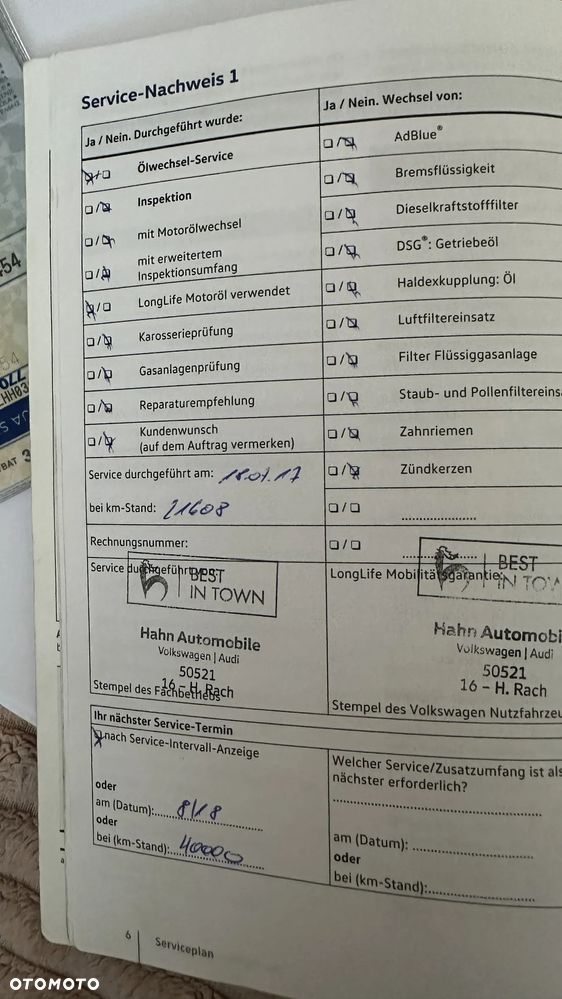 Service-Nachweis 1
Ja / Nein. Durchgeführt wurde:
Ölwechsel-Service
Inspektion
mit Motorölwechsel
mit erweitertem
Inspektionsumfang
LongLife Motoröl verwendet
Karosserieprüfung
Gasanlagenprüfung
Reparaturempfehlung
Kundenwunsch
(auf dem Auftrag vermerken)
Service durchgeführt am: 18.07.17
bei km-Stand: 21608
Rechnungsnummer:
Service durchgeführt
BEST
IN TOWN
Hahn Automobile
Volkswagen | Audi
50521
16 – H. Rach
Stempel des Fachbetriebs
Ja / Nein. Wechsel von:
AdBlue®
Bremsflüssigkeit
Dieselkraftstofffilter
DSG®: Getriebeöl
Haldexkupplung: Öl
Luftfiltereinsatz
Filter Flüssiggasanlage
Staub- und Pollenfiltereins
Zahnriemen
Zündkerzen
LongLife Mobilitätsgarantie:
BEST
IN TOW
Hahn Automobi
Volkswagen | Audi
50521
16 – H. Rach
Stempel des Volkswagen Nutzfahrzeu
Ihr nächster Service-Termin
nach Service-Intervall-Anzeige
oder
am (Datum): 8/18
oder
bei (km-Stand): 40000
Welcher Service/Zusatzumfang ist als
nächster erforderlich?
am (Datum):
oder
bei (km-Stand):
6 Serviceplan
OTOMOTO